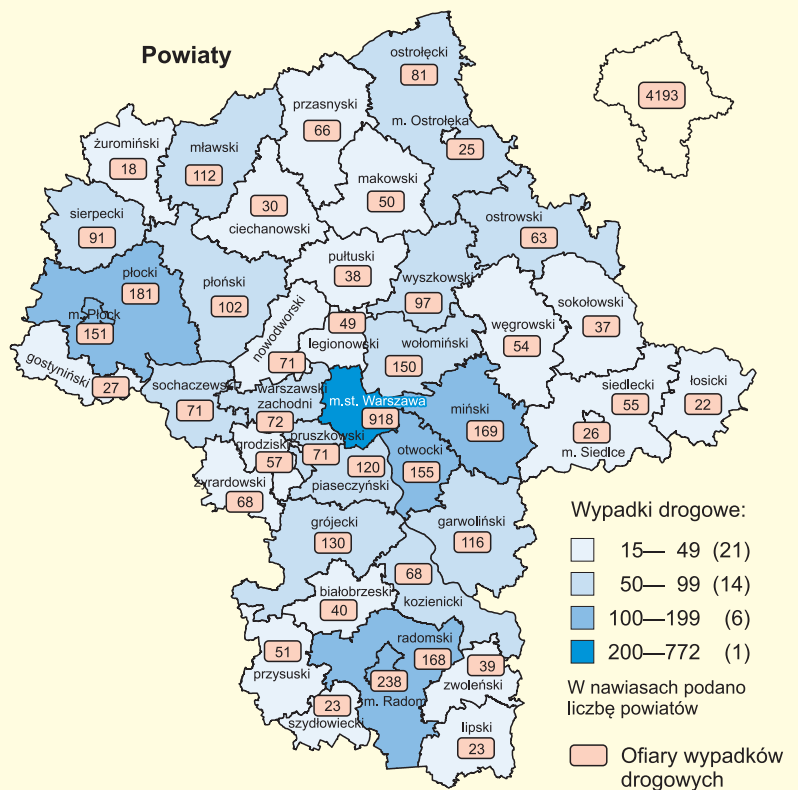 Powiaty
ostrołęcki
81
4193
przasnyski
66
m. Ostrołęka
25
żuromiński
18
mławski
112
makowski
50
30
ciechanowski
sierpecki
91
ostrowski
63
płocki
181
płoński
102
pułtuski
38
wyszkowski
97
sokołowski
37
m. Płock
151
nowodworski
71
49
legionowski
wołomiński
150
węgrowski
54
gostyniński
27
sochaczewski
71
warszawski
zachodni
72
m.st. Warszawa
918
miński
169
siedlecki
55
łosicki
22
26
m. Siedlce
grodziski
57
pruszkowski
71
120
piaseczyński
otwocki
155
żyrardowski
68
grójecki
130
garwoliński
116
68
kozienicki
białobrzeski
40
51
przysuski
radomski
168
238
m. Radom
39
zwoleński
23
szydłowiecki
lipski
23
Wypadki drogowe:
15— 49 (21)
50— 99 (14)
100—199 (6)
200—772 (1)
W nawiasach podano
liczbę powiatów
Ofiary wypadków
drogowych